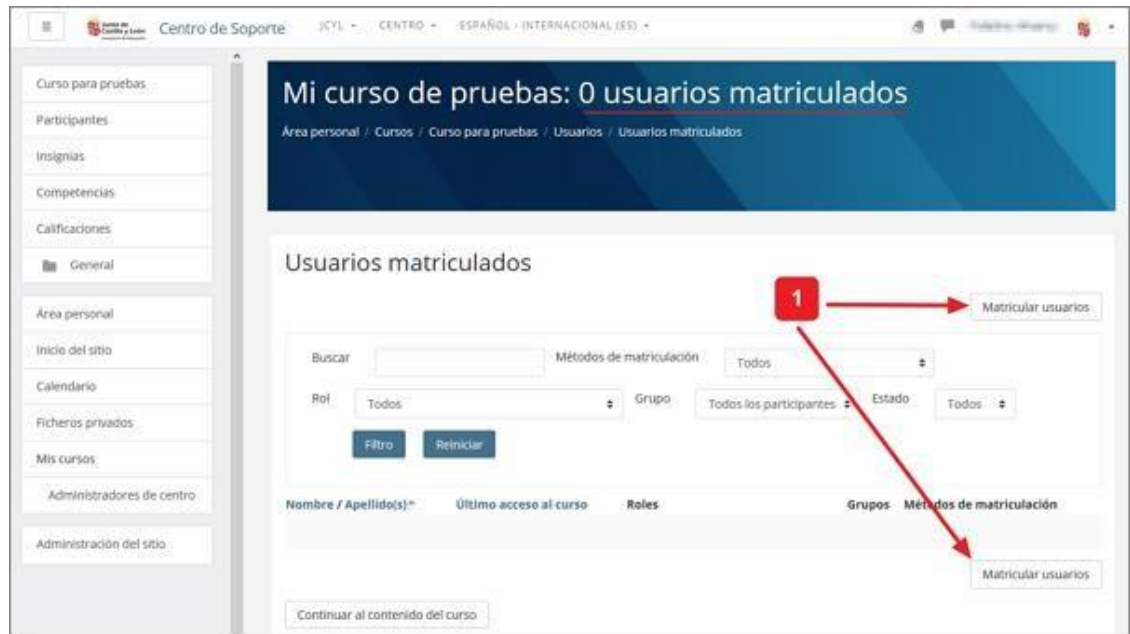 Junta de
Castilla y León
Centro de Soporte JCYL CENTRO ESPAÑOL - INTERNACIONAL (ES)
Curso para pruebas
Participantes
Insignias
Competencias
Calificaciones
General
Área personal
Inicio del sitio
Calendario
Ficheros privados
Mis cursos
Administradores de centro
Administración del sitio
Mi curso de pruebas: 0 usuarios matriculados
Área personal / Cursos / Curso para pruebas / Usuarios / Usuarios matriculados
Usuarios matriculados
1
Matricular usuarios
Buscar Métodos de matriculación Todos
Rol Todos Grupo Todos los participantes Estado Todos
Filtro Reiniciar
Nombre / Apellido(s) Último acceso al curso Roles Grupos Métodos de matriculación
Matricular usuarios
Continuar al contenido del curso